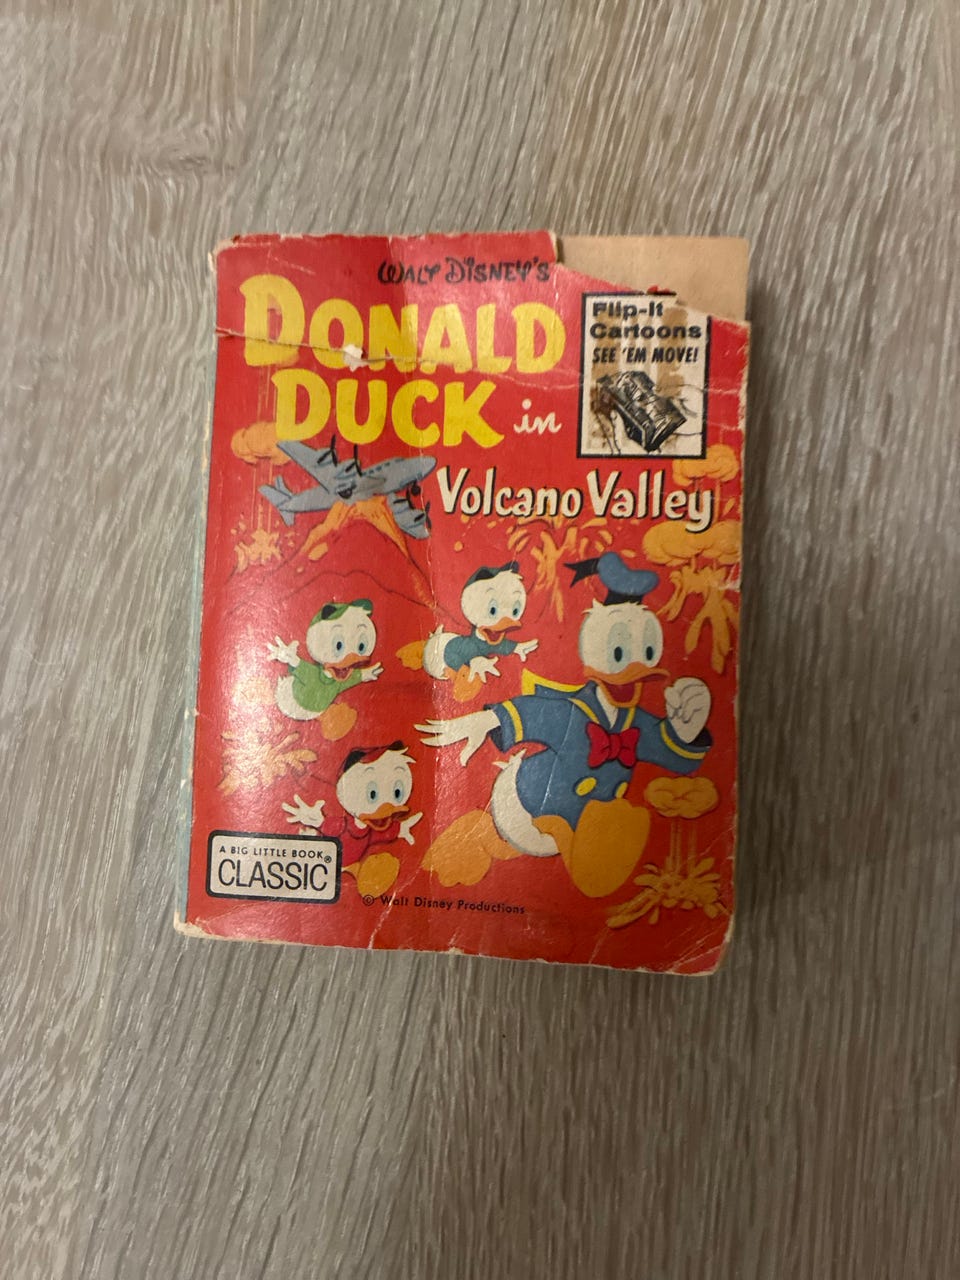 WALT DISNEY'S
DONALD
DUCK in
Volcano Valley
Flip-It
Cartoons
SEE 'EM MOVE!
A BIG LITTLE BOOK®
CLASSIC
© Walt Disney Productions